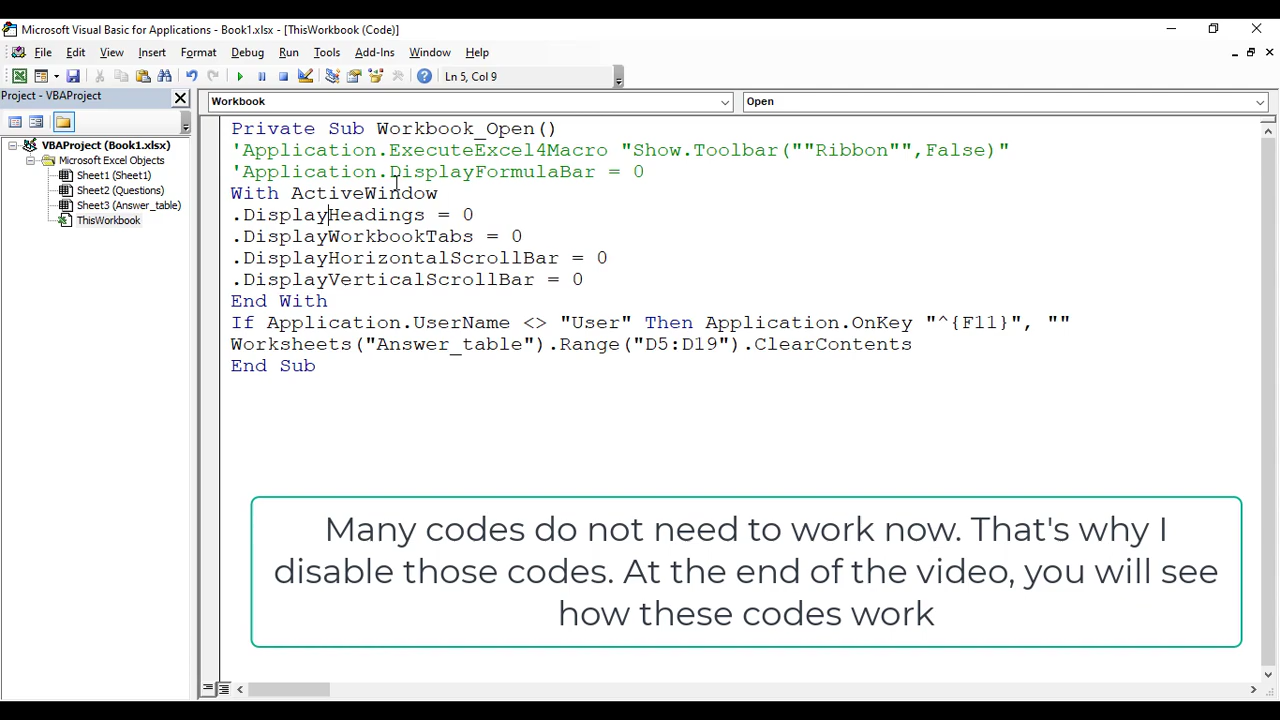 Microsoft Visual Basic for Applications - Book1.xlsx - [ThisWorkbook (Code)]
File Edit View Insert Format Debug Run Tools Add-Ins Window Help
Ln 5, Col 9
Project - VBAProject
Workbook
Open
VBAProject (Book1.xlsx)
Microsoft Excel Objects
Sheet1 (Sheet1)
Sheet2 (Questions)
Sheet3 (Answer_table)
ThisWorkbook
Private Sub Workbook_Open()
'Application.ExecuteExcel4Macro "Show.Toolbar(""Ribbon"",False)"
'Application.DisplayFormulaBar = 0
With ActiveWindow
.DisplayHeadings = 0
.DisplayWorkbookTabs = 0
.DisplayHorizontalScrollBar = 0
.DisplayVerticalScrollBar = 0
End With
If Application.UserName <> "User" Then Application.OnKey "^{F11}", ""
Worksheets("Answer_table").Range("D5:D19").ClearContents
End Sub
Many codes do not need to work now. That's why I
disable those codes. At the end of the video, you will see
how these codes work